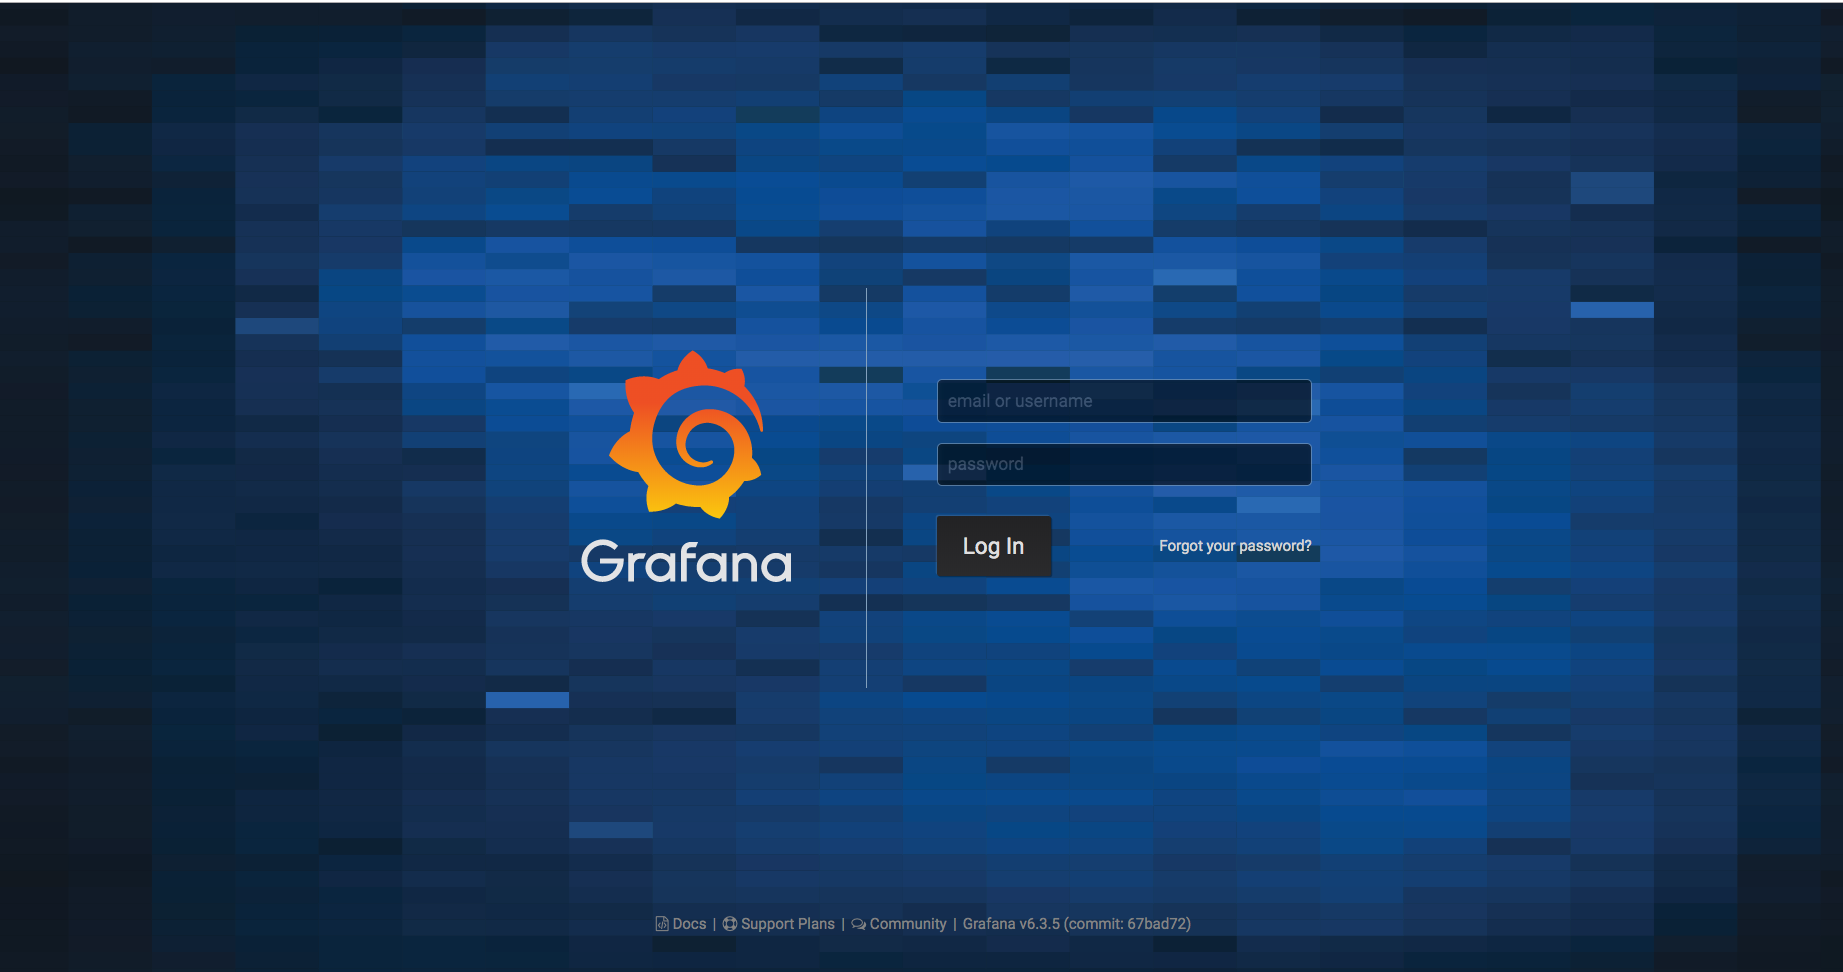 Grafana
email or username
password
Log In
Forgot your password?
Docs | Support Plans | Community | Grafana v6.3.5 (commit: 67bad72)